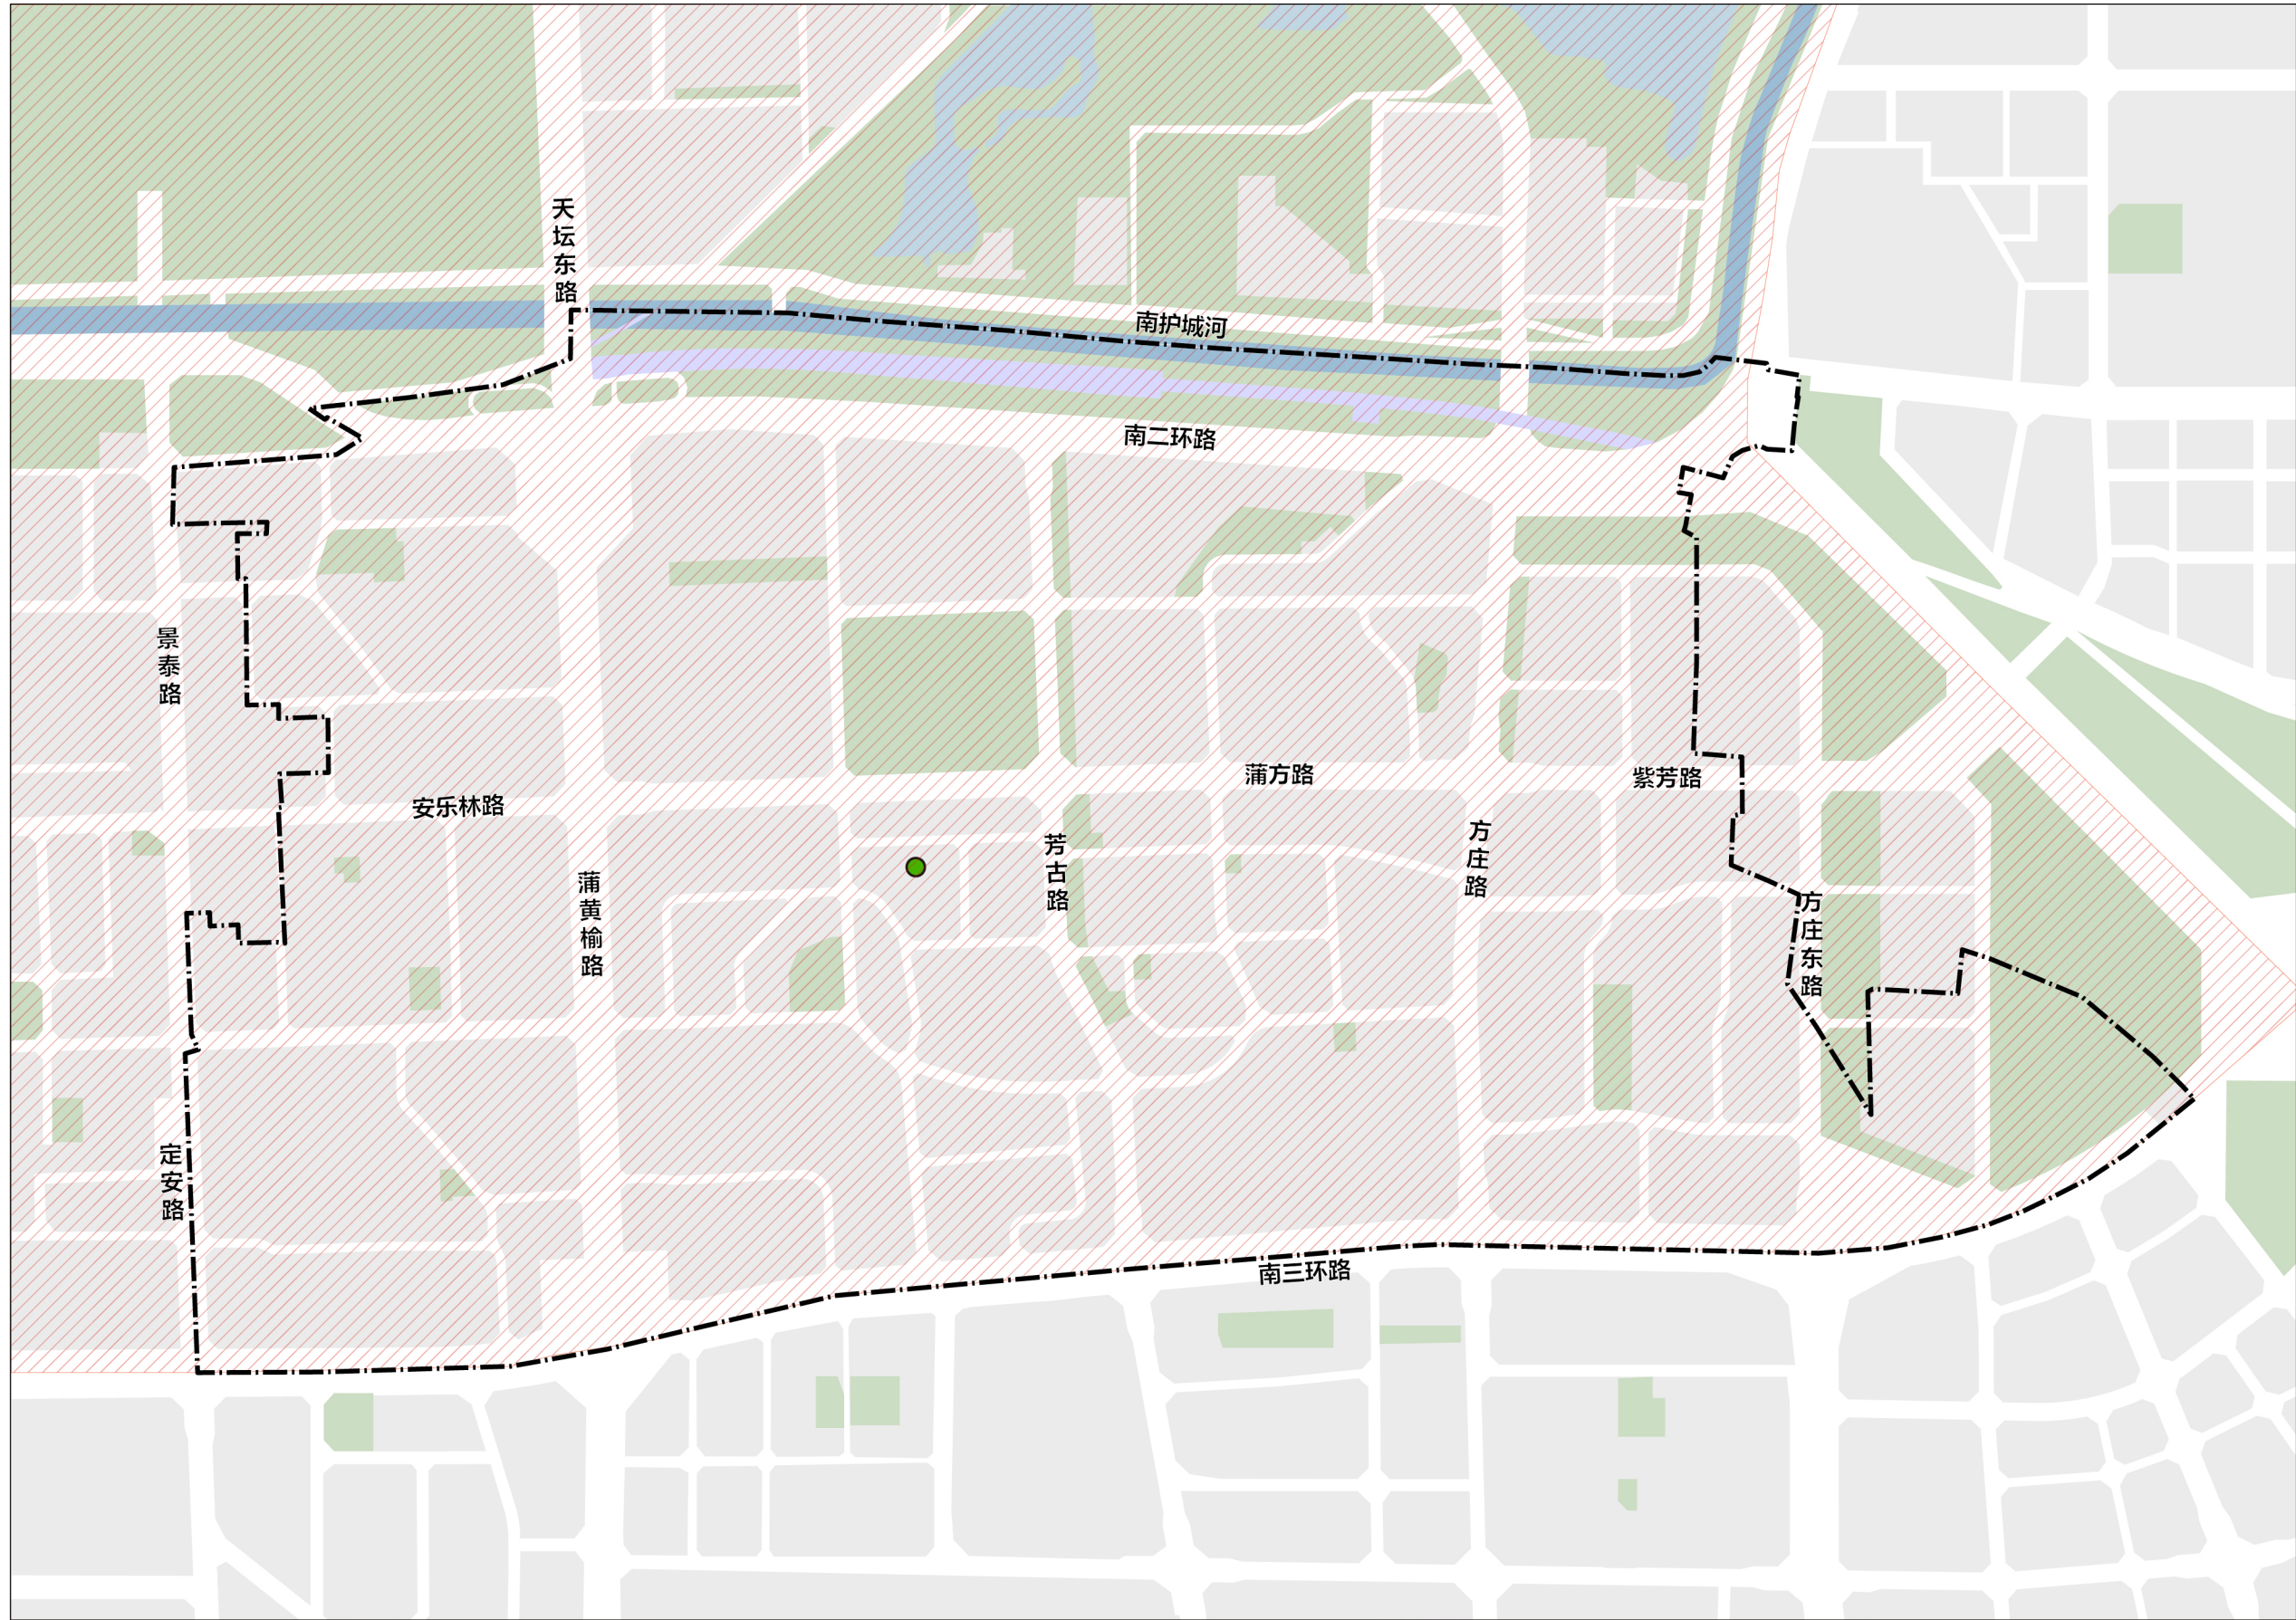 天坛东路
南护城河
南二环路
景泰路
蒲方路
紫芳路
安乐林路
芳古路
方庄路
蒲黄榆路
方庄东路
定安路
南三环路